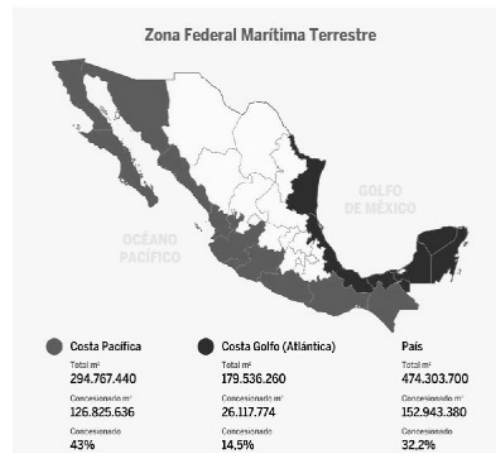 Zona Federal Marítima Terrestre
GOLFO
DE MÉXICO
OCÉANO
PACÍFICO
Costa Pacífica
Total m²
294.767.440
Concesionado m²
126.825.636
Concesionado
43%
Costa Golfo (Atlántica)
Total m²
179.536.260
Concesionado m²
26.117.774
Concesionado
14,5%
País
Total m²
474.303.700
Concesionado m²
152.943.380
Concesionado
32,2%